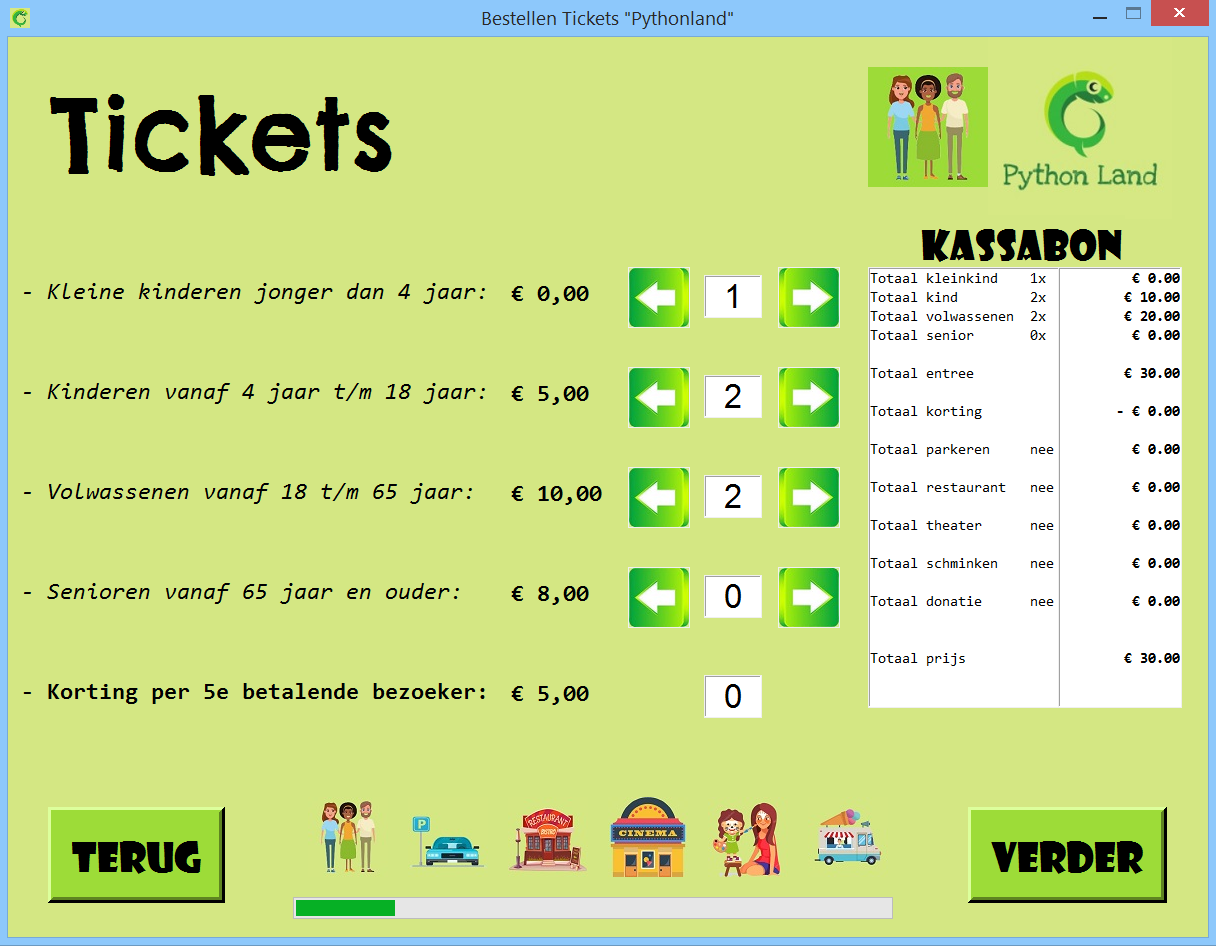 Bestellen Tickets "Pythonland"
Tickets
Python Land
KASSABON
- Kleine kinderen jonger dan 4 jaar: € 0,00 1
- Kinderen vanaf 4 jaar t/m 18 jaar: € 5,00 2
- Volwassenen vanaf 18 t/m 65 jaar: € 10,00 2
- Senioren vanaf 65 jaar en ouder: € 8,00 0
- Korting per 5e betalende bezoeker: € 5,00 0
Totaal kleinkind 1x € 0.00
Totaal kind 2x € 10.00
Totaal volwassenen 2x € 20.00
Totaal senior 0x € 0.00
Totaal entree € 30.00
Totaal korting - € 0.00
Totaal parkeren nee € 0.00
Totaal restaurant nee € 0.00
Totaal theater nee € 0.00
Totaal schminken nee € 0.00
Totaal donatie nee € 0.00
Totaal prijs € 30.00
TERUG
P
RESTAURANT
BISTRO
CINEMA
VERDER